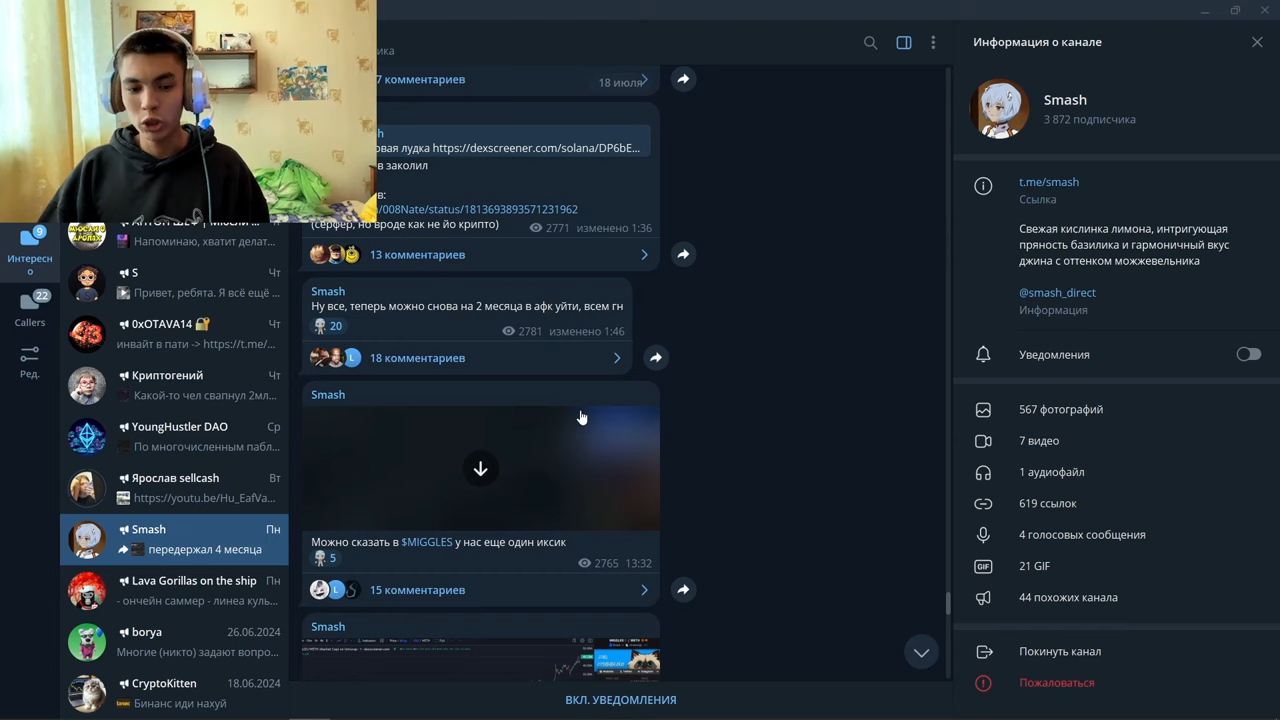 Информация о канале
ика
7 комментариев
18 июля
Smash
3 872 подписчика
h
овая лудка https://dexscreener.com/solana/DP6bE...
в заколил
в:
/008Nate/status/1813693893571231962
(серфер, но вроде как не йо крипто)
2771 изменено 1:36
13 комментариев
t.me/smash
Ссылка
Свежая кислинка лимона, интригующая
пряность базилика и гармоничный вкус
джина с оттенком можжевельника
@smash_direct
Информация
Уведомления
567 фотографий
7 видео
1 аудиофайл
619 ссылок
4 голосовых сообщения
21 GIF
44 похожих канала
Покинуть канал
Пожаловаться
9
Интересн
о
22
Callers
Ред.
Напоминаю, хватит делат...
S
Чт
Привет, ребята. Я всё ещё ...
0xOTAVA14
Чт
инвайт в пати -> https://t.me/...
Криптогений
Чт
Какой-то чел свапнул 2мл...
YoungHustler DAO
Ср
По многочисленным пабл...
Ярослав sellcash
Вт
https://youtu.be/Hu_EafVa...
Smash
Пн
передержал 4 месяца
Lava Gorillas on the ship
Пн
- ончейн саммер - линеа куль...
borya
26.06.2024
Многие (никто) задают вопро...
CryptoKitten
18.06.2024
Бинанс иди нахуй
Smash
Ну все, теперь можно снова на 2 месяца в афк уйти, всем гн
20
2781 изменено 1:46
L
18 комментариев
Smash
Можно сказать в $MIGGLES у нас еще один иксик
5
2765 13:32
L
15 комментариев
Smash
ВКЛ. УВЕДОМЛЕНИЯ